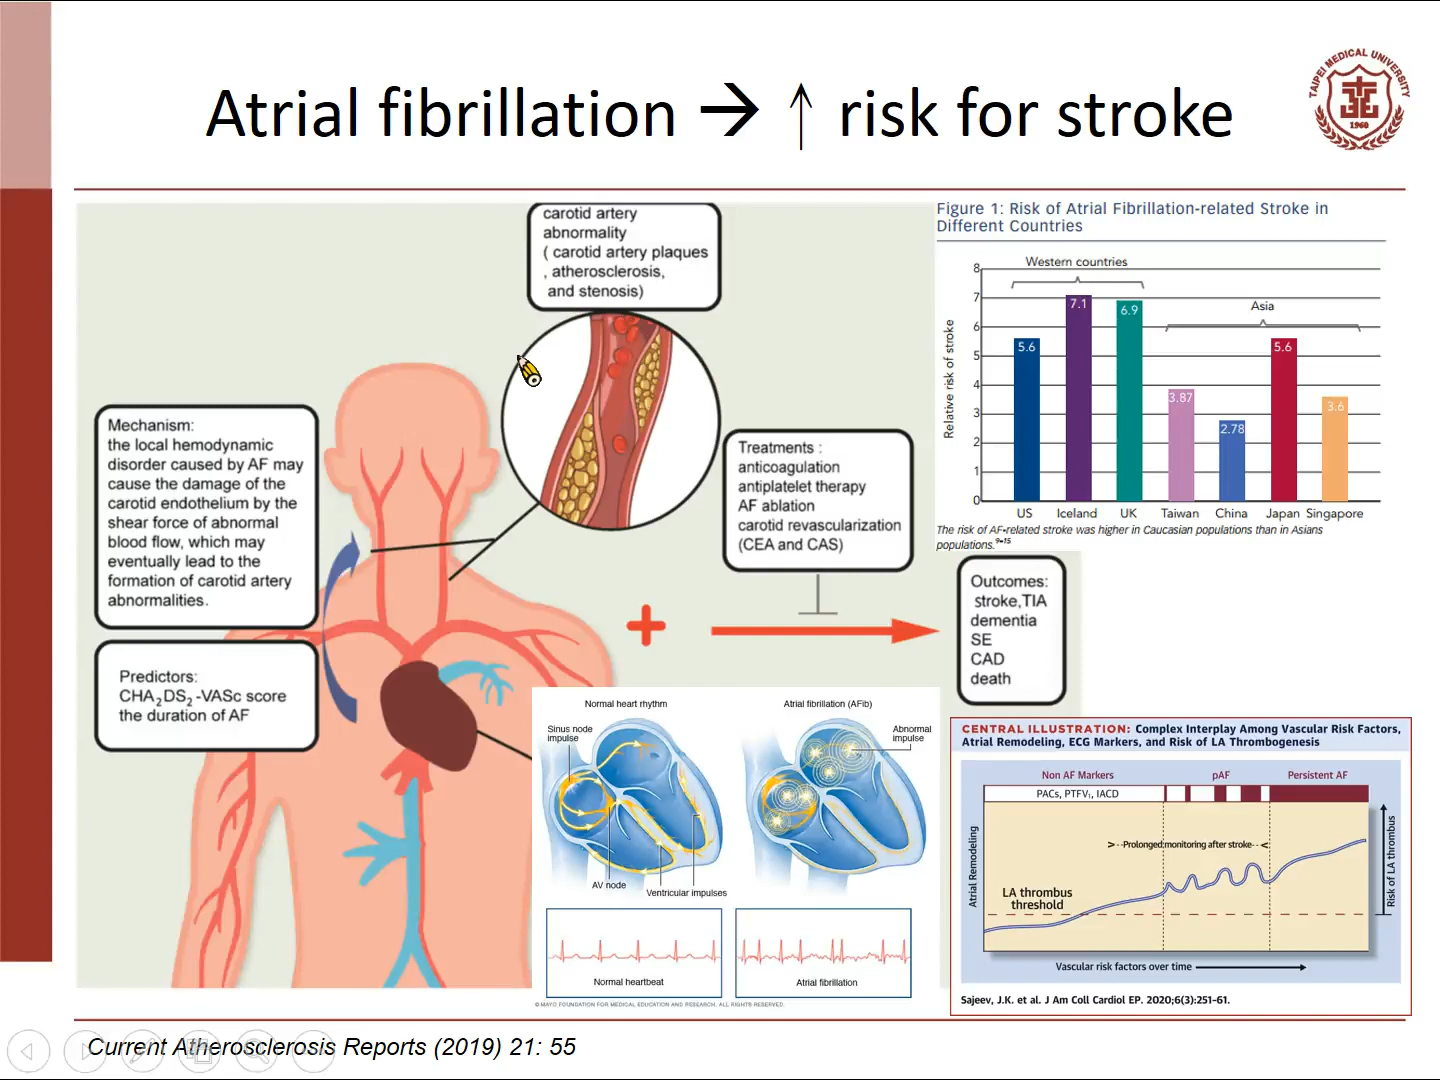 Atrial fibrillation → ↑ risk for stroke
TAIPEI MEDICAL UNIVERSITY
1960
carotid artery
abnormality
( carotid artery plaques
, atherosclerosis,
and stenosis)
Mechanism:
the local hemodynamic
disorder caused by AF may
cause the damage of the
carotid endothelium by the
shear force of abnormal
blood flow, which may
eventually lead to the
formation of carotid artery
abnormalities.
Predictors:
CHA₂DS₂ -VASc score
the duration of AF
Treatments :
anticoagulation
antiplatelet therapy
AF ablation
carotid revascularization
(CEA and CAS)
+
Outcomes:
stroke,TIA
dementia
SE
CAD
death
Figure 1: Risk of Atrial Fibrillation-related Stroke in
Different Countries
Western countries
Asia
Relative risk of stroke
8
7
6
5
4
3
2
1
0
5.6
7.1
6.9
3.87
2.78
5.6
3.6
US Iceland UK Taiwan China Japan Singapore
The risk of AF-related stroke was higher in Caucasian populations than in Asians
populations.⁹⁻¹⁵
Normal heart rhythm
Sinus node
impulse
AV node
Ventricular impulses
Normal heartbeat
Atrial fibrillation (AFib)
Abnormal
impulse
Atrial fibrillation
© MAYO FOUNDATION FOR MEDICAL EDUCATION AND RESEARCH. ALL RIGHTS RESERVED.
CENTRAL ILLUSTRATION: Complex Interplay Among Vascular Risk Factors,
Atrial Remodeling, ECG Markers, and Risk of LA Thrombogenesis
Non AF Markers pAF Persistent AF
PACs, PTFV₁, IACD
Prolonged monitoring after stroke
LA thrombus
threshold
Atrial Remodeling
Risk of LA thrombus
Vascular risk factors over time
Sajeev, J.K. et al. J Am Coll Cardiol EP. 2020;6(3):251-61.
Current Atherosclerosis Reports (2019) 21: 55